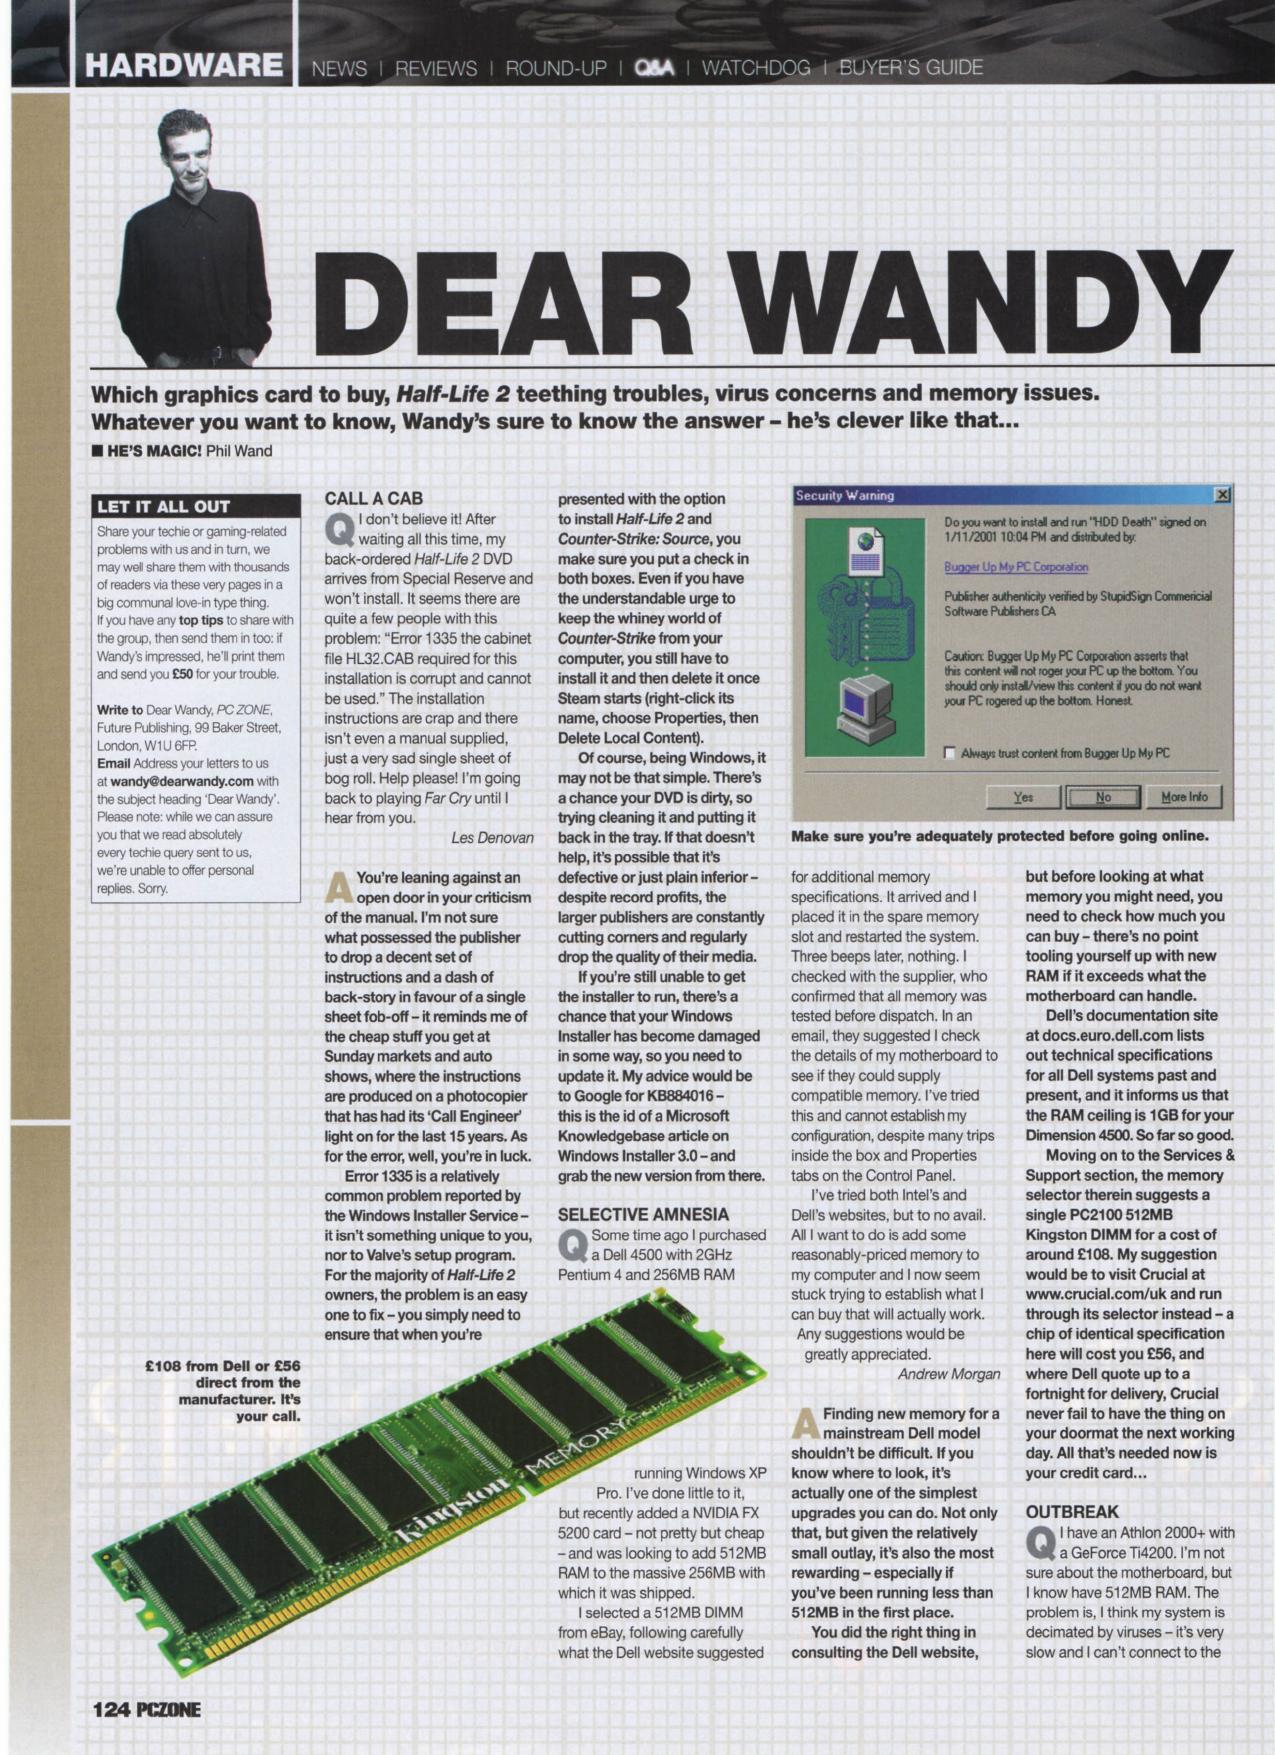 HARDWARE
NEWS | REVIEWS | ROUND-UP | Q&A | WATCHDOG | BUYER'S GUIDE
DEAR WANDY
Which graphics card to buy, Half-Life 2 teething troubles, virus concerns and memory issues.
Whatever you want to know, Wandy's sure to know the answer – he's clever like that...
■ HE'S MAGIC! Phil Wand
LET IT ALL OUT
Share your techie or gaming-related
problems with us and in turn, we
may well share them with thousands
of readers via these very pages in a
big communal love-in type thing.
If you have any top tips to share with
the group, then send them in too: if
Wandy's impressed, he'll print them
and send you £50 for your trouble.
Write to Dear Wandy, PC ZONE,
Future Publishing, 99 Baker Street,
London, W1U 6FP.
Email Address your letters to us
at wandy@dearwandy.com with
the subject heading 'Dear Wandy'.
Please note: while we can assure
you that we read absolutely
every techie query sent to us,
we're unable to offer personal
replies. Sorry.
CALL A CAB
Q I don't believe it! After
waiting all this time, my
back-ordered Half-Life 2 DVD
arrives from Special Reserve and
won't install. It seems there are
quite a few people with this
problem: "Error 1335 the cabinet
file HL32.CAB required for this
installation is corrupt and cannot
be used." The installation
instructions are crap and there
isn't even a manual supplied,
just a very sad single sheet of
bog roll. Help please! I'm going
back to playing Far Cry until I
hear from you.
Les Denovan
A You're leaning against an
open door in your criticism
of the manual. I'm not sure
what possessed the publisher
to drop a decent set of
instructions and a dash of
back-story in favour of a single
sheet fob-off – it reminds me of
the cheap stuff you get at
Sunday markets and auto
shows, where the instructions
are produced on a photocopier
that has had its 'Call Engineer'
light on for the last 15 years. As
for the error, well, you're in luck.
Error 1335 is a relatively
common problem reported by
the Windows Installer Service –
it isn't something unique to you,
nor to Valve's setup program.
For the majority of Half-Life 2
owners, the problem is an easy
one to fix – you simply need to
ensure that when you're
presented with the option
to install Half-Life 2 and
Counter-Strike: Source, you
make sure you put a check in
both boxes. Even if you have
the understandable urge to
keep the whiney world of
Counter-Strike from your
computer, you still have to
install it and then delete it once
Steam starts (right-click its
name, choose Properties, then
Delete Local Content).
Of course, being Windows, it
may not be that simple. There's
a chance your DVD is dirty, so
trying cleaning it and putting it
back in the tray. If that doesn't
help, it's possible that it's
defective or just plain inferior –
despite record profits, the
larger publishers are constantly
cutting corners and regularly
drop the quality of their media.
If you're still unable to get
the installer to run, there's a
chance that your Windows
Installer has become damaged
in some way, so you need to
update it. My advice would be
to Google for KB884016 –
this is the id of a Microsoft
Knowledgebase article on
Windows Installer 3.0 – and
grab the new version from there.
SELECTIVE AMNESIA
Q Some time ago I purchased
a Dell 4500 with 2GHz
Pentium 4 and 256MB RAM
running Windows XP
Pro. I've done little to it,
but recently added a NVIDIA FX
5200 card – not pretty but cheap
– and was looking to add 512MB
RAM to the massive 256MB with
which it was shipped.
I selected a 512MB DIMM
from eBay, following carefully
what the Dell website suggested
£108 from Dell or £56
direct from the
manufacturer. It's
your call.
Kingston MEMORY
Security Warning
Do you want to install and run "HDD Death" signed on
1/11/2001 10:04 PM and distributed by:
Bugger Up My PC Corporation
Publisher authenticity verified by StupidSign Commericial
Software Publishers CA
Caution: Bugger Up My PC Corporation asserts that
this content will not roger your PC up the bottom. You
should only install/view this content if you do not want
your PC rogered up the bottom. Honest.
Always trust content from Bugger Up My PC
Yes No More Info
Make sure you're adequately protected before going online.
for additional memory
specifications. It arrived and I
placed it in the spare memory
slot and restarted the system.
Three beeps later, nothing. I
checked with the supplier, who
confirmed that all memory was
tested before dispatch. In an
email, they suggested I check
the details of my motherboard to
see if they could supply
compatible memory. I've tried
this and cannot establish my
configuration, despite many trips
inside the box and Properties
tabs on the Control Panel.
I've tried both Intel's and
Dell's websites, but to no avail.
All I want to do is add some
reasonably-priced memory to
my computer and I now seem
stuck trying to establish what I
can buy that will actually work.
Any suggestions would be
greatly appreciated.
Andrew Morgan
A Finding new memory for a
mainstream Dell model
shouldn't be difficult. If you
know where to look, it's
actually one of the simplest
upgrades you can do. Not only
that, but given the relatively
small outlay, it's also the most
rewarding – especially if
you've been running less than
512MB in the first place.
You did the right thing in
consulting the Dell website,
but before looking at what
memory you might need, you
need to check how much you
can buy – there's no point
tooling yourself up with new
RAM if it exceeds what the
motherboard can handle.
Dell's documentation site
at docs.euro.dell.com lists
out technical specifications
for all Dell systems past and
present, and it informs us that
the RAM ceiling is 1GB for your
Dimension 4500. So far so good.
Moving on to the Services &
Support section, the memory
selector therein suggests a
single PC2100 512MB
Kingston DIMM for a cost of
around £108. My suggestion
would be to visit Crucial at
www.crucial.com/uk and run
through its selector instead – a
chip of identical specification
here will cost you £56, and
where Dell quote up to a
fortnight for delivery, Crucial
never fail to have the thing on
your doormat the next working
day. All that's needed now is
your credit card...
OUTBREAK
Q I have an Athlon 2000+ with
a GeForce Ti4200. I'm not
sure about the motherboard, but
I know have 512MB RAM. The
problem is, I think my system is
decimated by viruses – it's very
slow and I can't connect to the
124 PCZONE